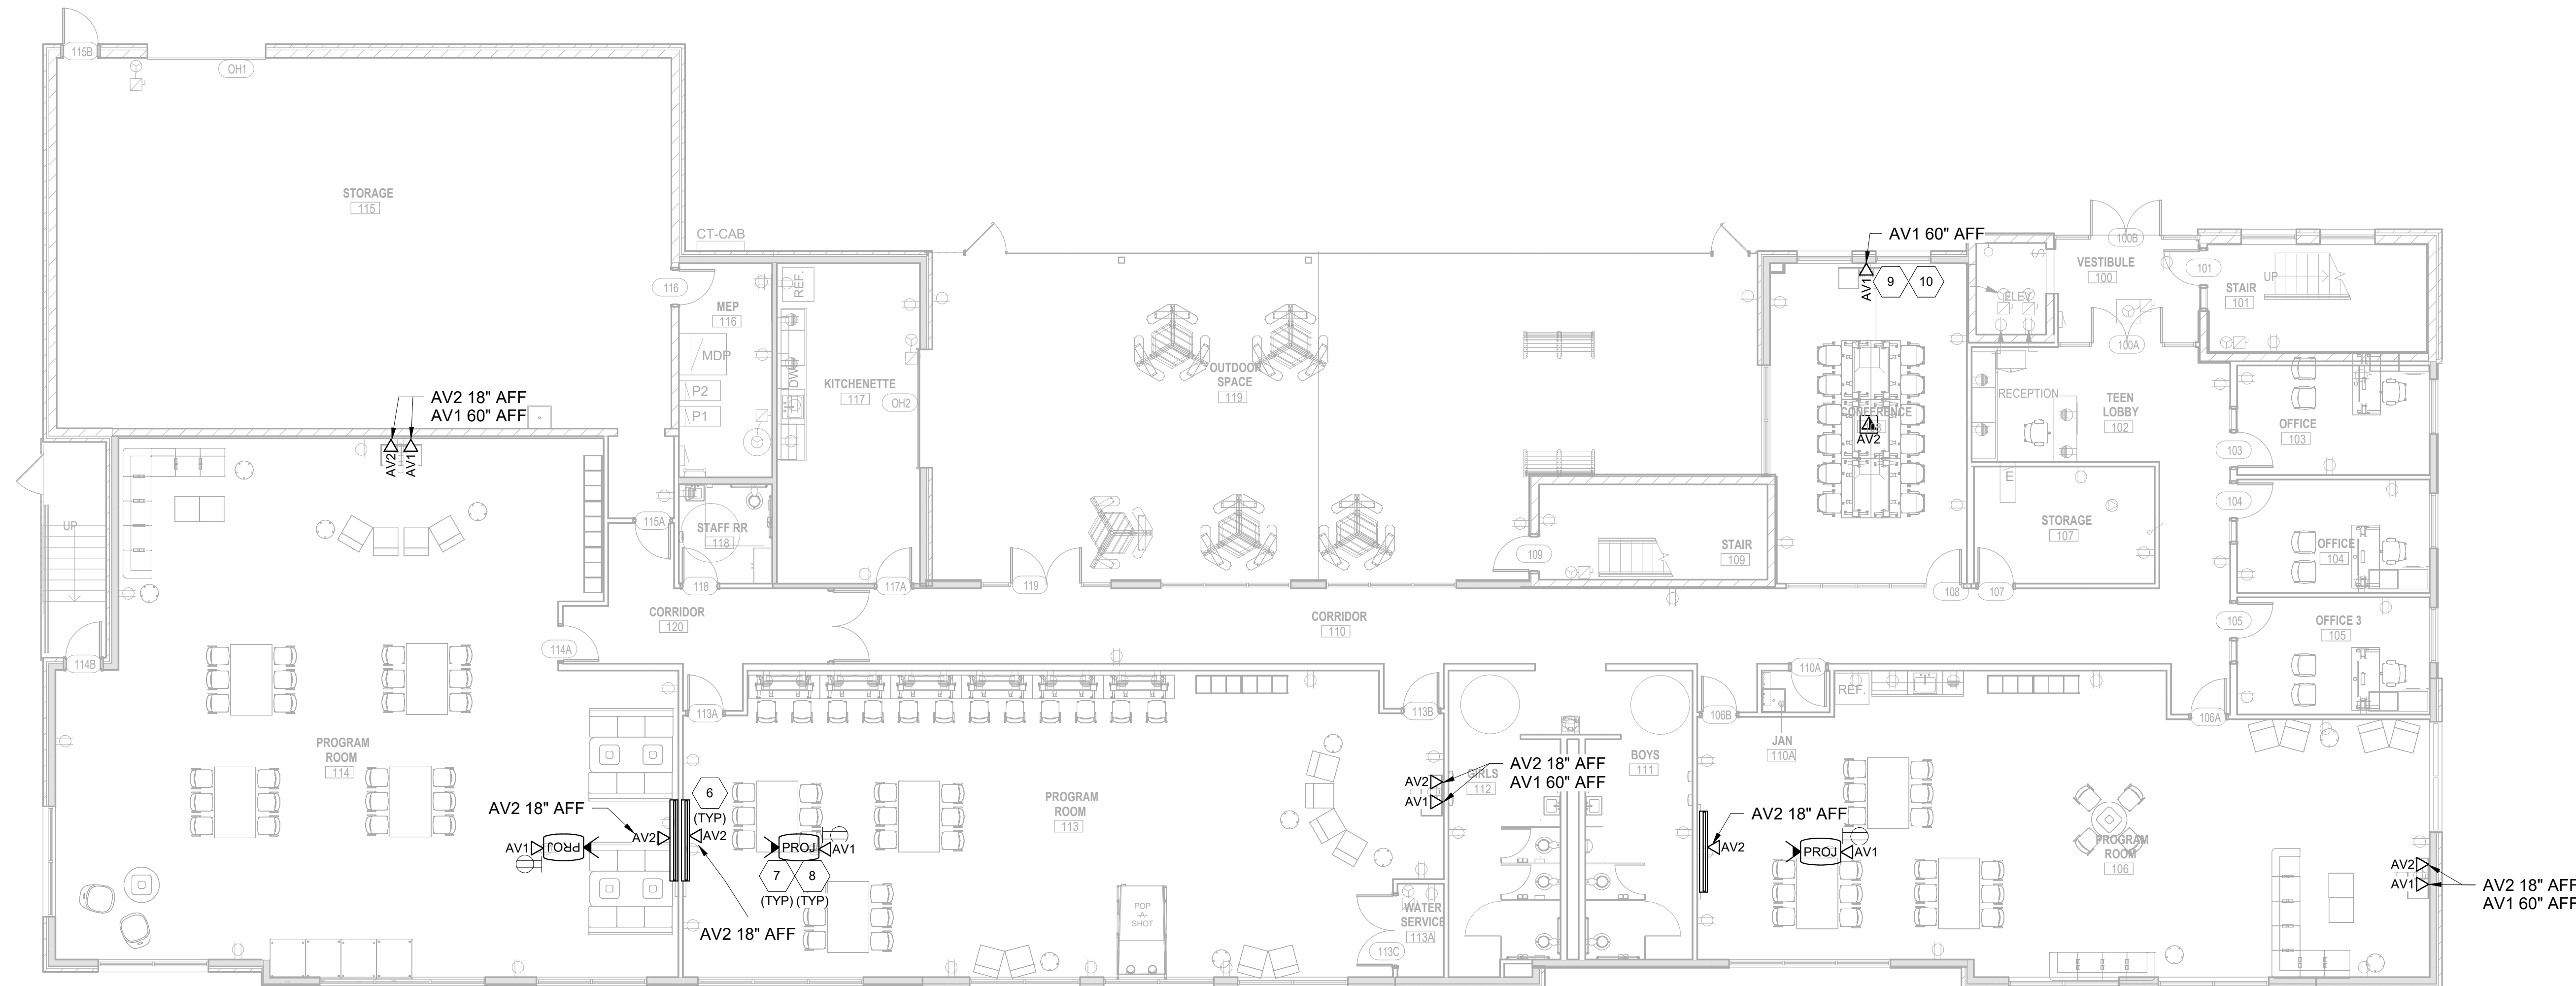 115B
OH1
STORAGE
115
CT-CAB
116
MEP
116
MDP
P2
P1
REF.
DW
KITCHENETTE
117
OH2
OUTDOOR
SPACE
119
AV1 60" AFF
AV1
9
10
CONFERENCE
AV2
ELEV
S
VESTIBULE
100
100B
100A
101
UP
STAIR
101
RECEPTION
TEEN
LOBBY
102
OFFICE
103
103
E
STORAGE
107
104
OFFICE
104
105
OFFICE 3
105
AV2 18" AFF
AV1 60" AFF
AV2
AV1
UP
115A
STAFF RR
118
118
117A
119
109
STAIR
109
108
107
CORRIDOR
120
CORRIDOR
110
114A
114B
PROGRAM
ROOM
114
113A
113B
106B
110A
REF.
106A
JAN
110A
AV2 18" AFF
AV2
AV1
PROJ
6
(TYP)
AV2
PROJ
AV1
7
8
(TYP)
(TYP)
AV2 18" AFF
PROGRAM
ROOM
113
AV2
AV1
AV2 18" AFF
AV1 60" AFF
GIRLS
112
BOYS
111
POP
-A-
SHOT
WATER
SERVICE
113A
113C
AV2 18" AFF
AV2
PROJ
AV1
PROGRAM
ROOM
106
AV2
AV1
AV2 18" AFF
AV1 60" AFF